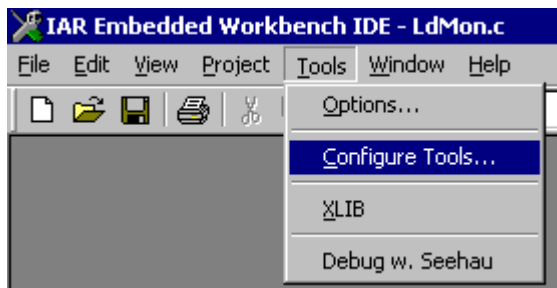 IAR Embedded Workbench IDE - LdMon.c
File Edit View Project Tools Window Help
Options...
Configure Tools...
XLIB
Debug w. Seehau